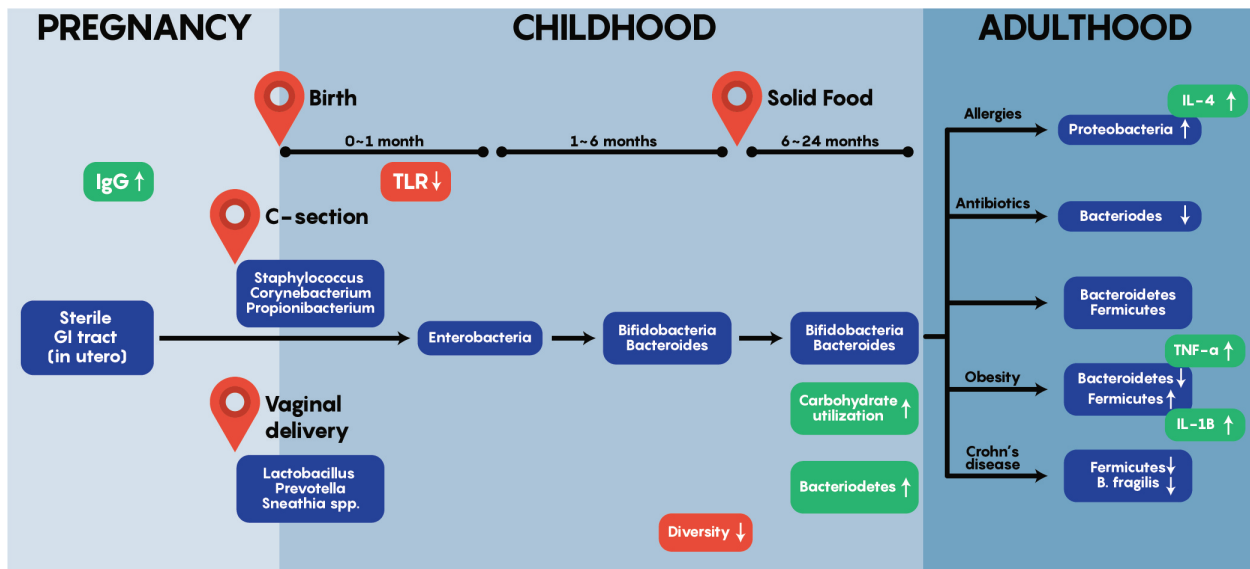 PREGNANCY
CHILDHOOD
ADULTHOOD
Birth
Solid Food
0~1 month
1~6 months
6~24 months
IgG ↑
TLR ↓
C-section
Staphylococcus
Corynebacterium
Propionibacterium
Sterile
GI tract
(in utero)
Enterobacteria
Bifidobacteria
Bacteroides
Bifidobacteria
Bacteroides
Vaginal
delivery
Lactobacillus
Prevotella
Sneathia spp.
Carbohydrate
utilization ↑
Bacteriodetes ↑
Diversity ↓
Allergies
IL-4 ↑
Proteobacteria ↑
Antibiotics
Bacteriodes ↓
Bacteroidetes
Fermicutes
TNF-a ↑
Obesity
Bacteroidetes ↓
Fermicutes ↑
IL-1B ↑
Crohn's
disease
Fermicutes ↓
B. fragilis ↓